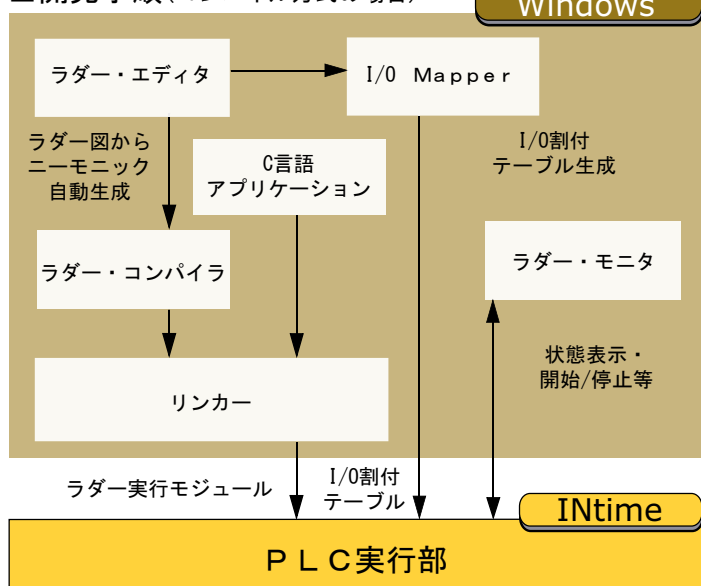 Windows
ラダー・エディタ
I/O Mapper
ラダー図から
ニーモニック
自動生成
C言語
アプリケーション
I/O割付
テーブル生成
ラダー・コンパイラ
ラダー・モニタ
リンカー
状態表示・
開始/停止等
ラダー実行モジュール
I/O割付
テーブル
INtime
ＰＬＣ実行部